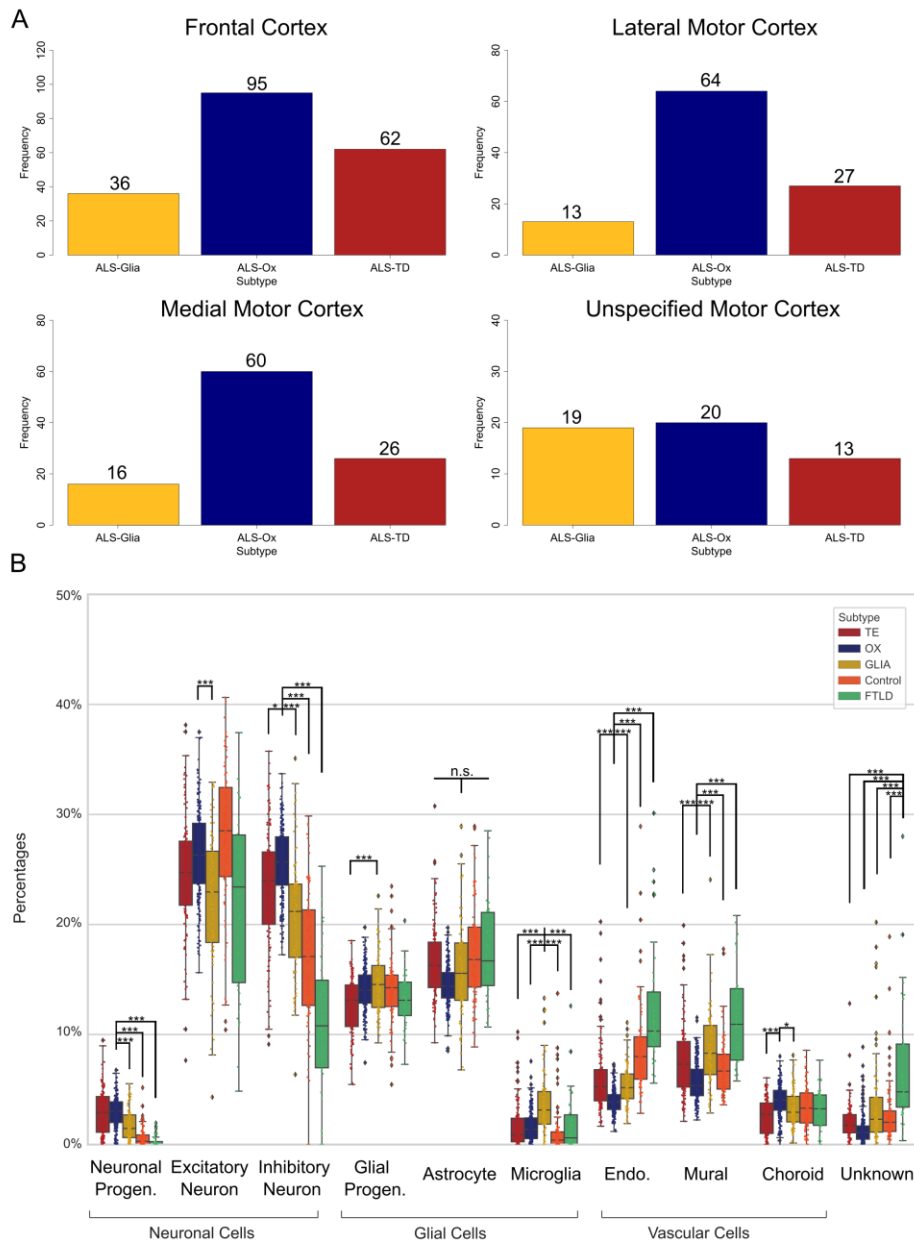 A
Frontal Cortex
Frequency
0 20 40 60 80 100 120
36
95
62
ALS-Glia ALS-Ox ALS-TD
Subtype
Lateral Motor Cortex
Frequency
0 20 40 60 80
13
64
27
ALS-Glia ALS-Ox ALS-TD
Subtype
Medial Motor Cortex
Frequency
0 20 40 60 80
16
60
26
ALS-Glia ALS-Ox ALS-TD
Subtype
Unspecified Motor Cortex
Frequency
0 10 20 30 40
19
20
13
ALS-Glia ALS-Ox ALS-TD
Subtype
B
Percentages
50%
40%
30%
20%
10%
0%
Subtype
TE
OX
GLIA
Control
FTLD
***
***
***
***
***
***
* ***
***
n.s.
*** ***
*** ***
***
***
*** ***
***
***
*** ***
*** *
***
***
***
***
Neuronal Progen.
Excitatory Neuron
Inhibitory Neuron
Glial Progen.
Astrocyte
Microglia
Endo.
Mural
Choroid
Unknown
Neuronal Cells
Glial Cells
Vascular Cells